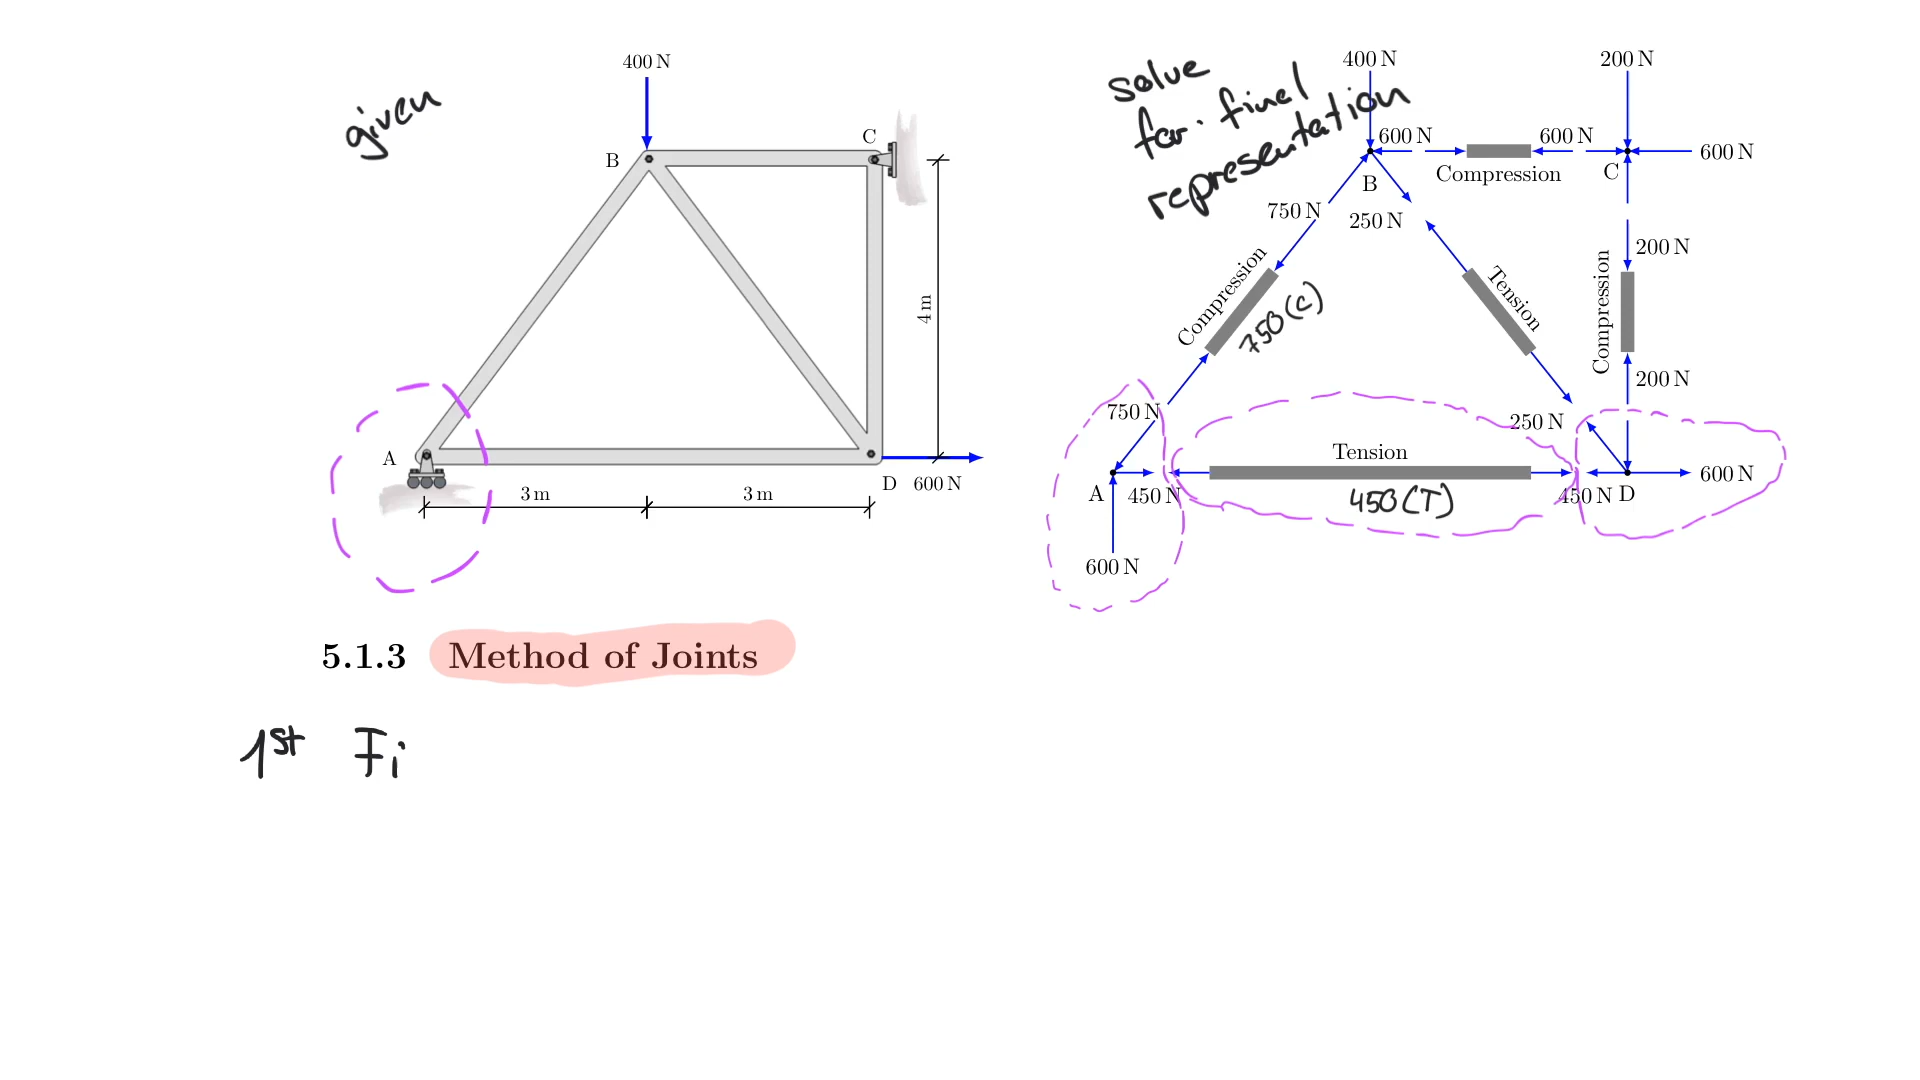 given
400 N
B
C
4 m
A
3 m
3 m
D
600 N
solve
for: final
representation
400 N
200 N
600 N
600 N
600 N
Compression
B
C
750 N
250 N
Compression
750(C)
Tension
200 N
Compression
200 N
750 N
250 N
Tension
A
450 N
450(T)
450 N
D
600 N
600 N
5.1.3 Method of Joints
1st Fi